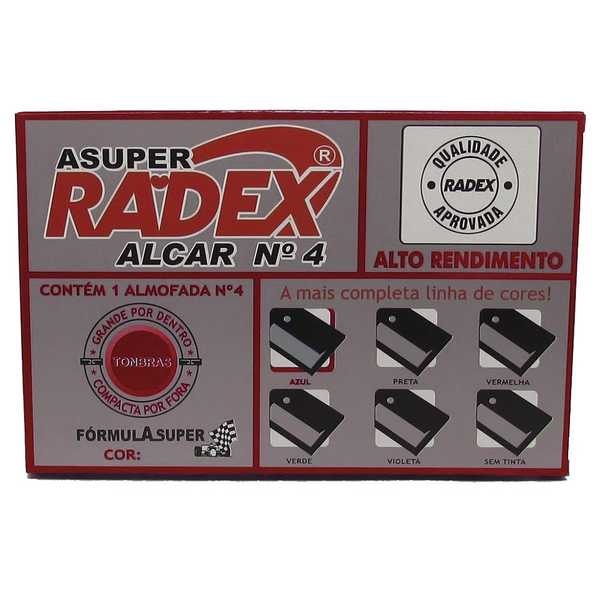 ASUPER
RADEX®
ALCAR Nº 4
QUALIDADE
RADEX
APROVADA
ALTO RENDIMENTO
CONTÉM 1 ALMOFADA Nº4
GRANDE POR DENTRO
TONBRAS
COMPACTA POR FORA
FÓRMULASUPER
COR:
A mais completa linha de cores!
AZUL
PRETA
VERMELHA
VERDE
VIOLETA
SEM TINTA